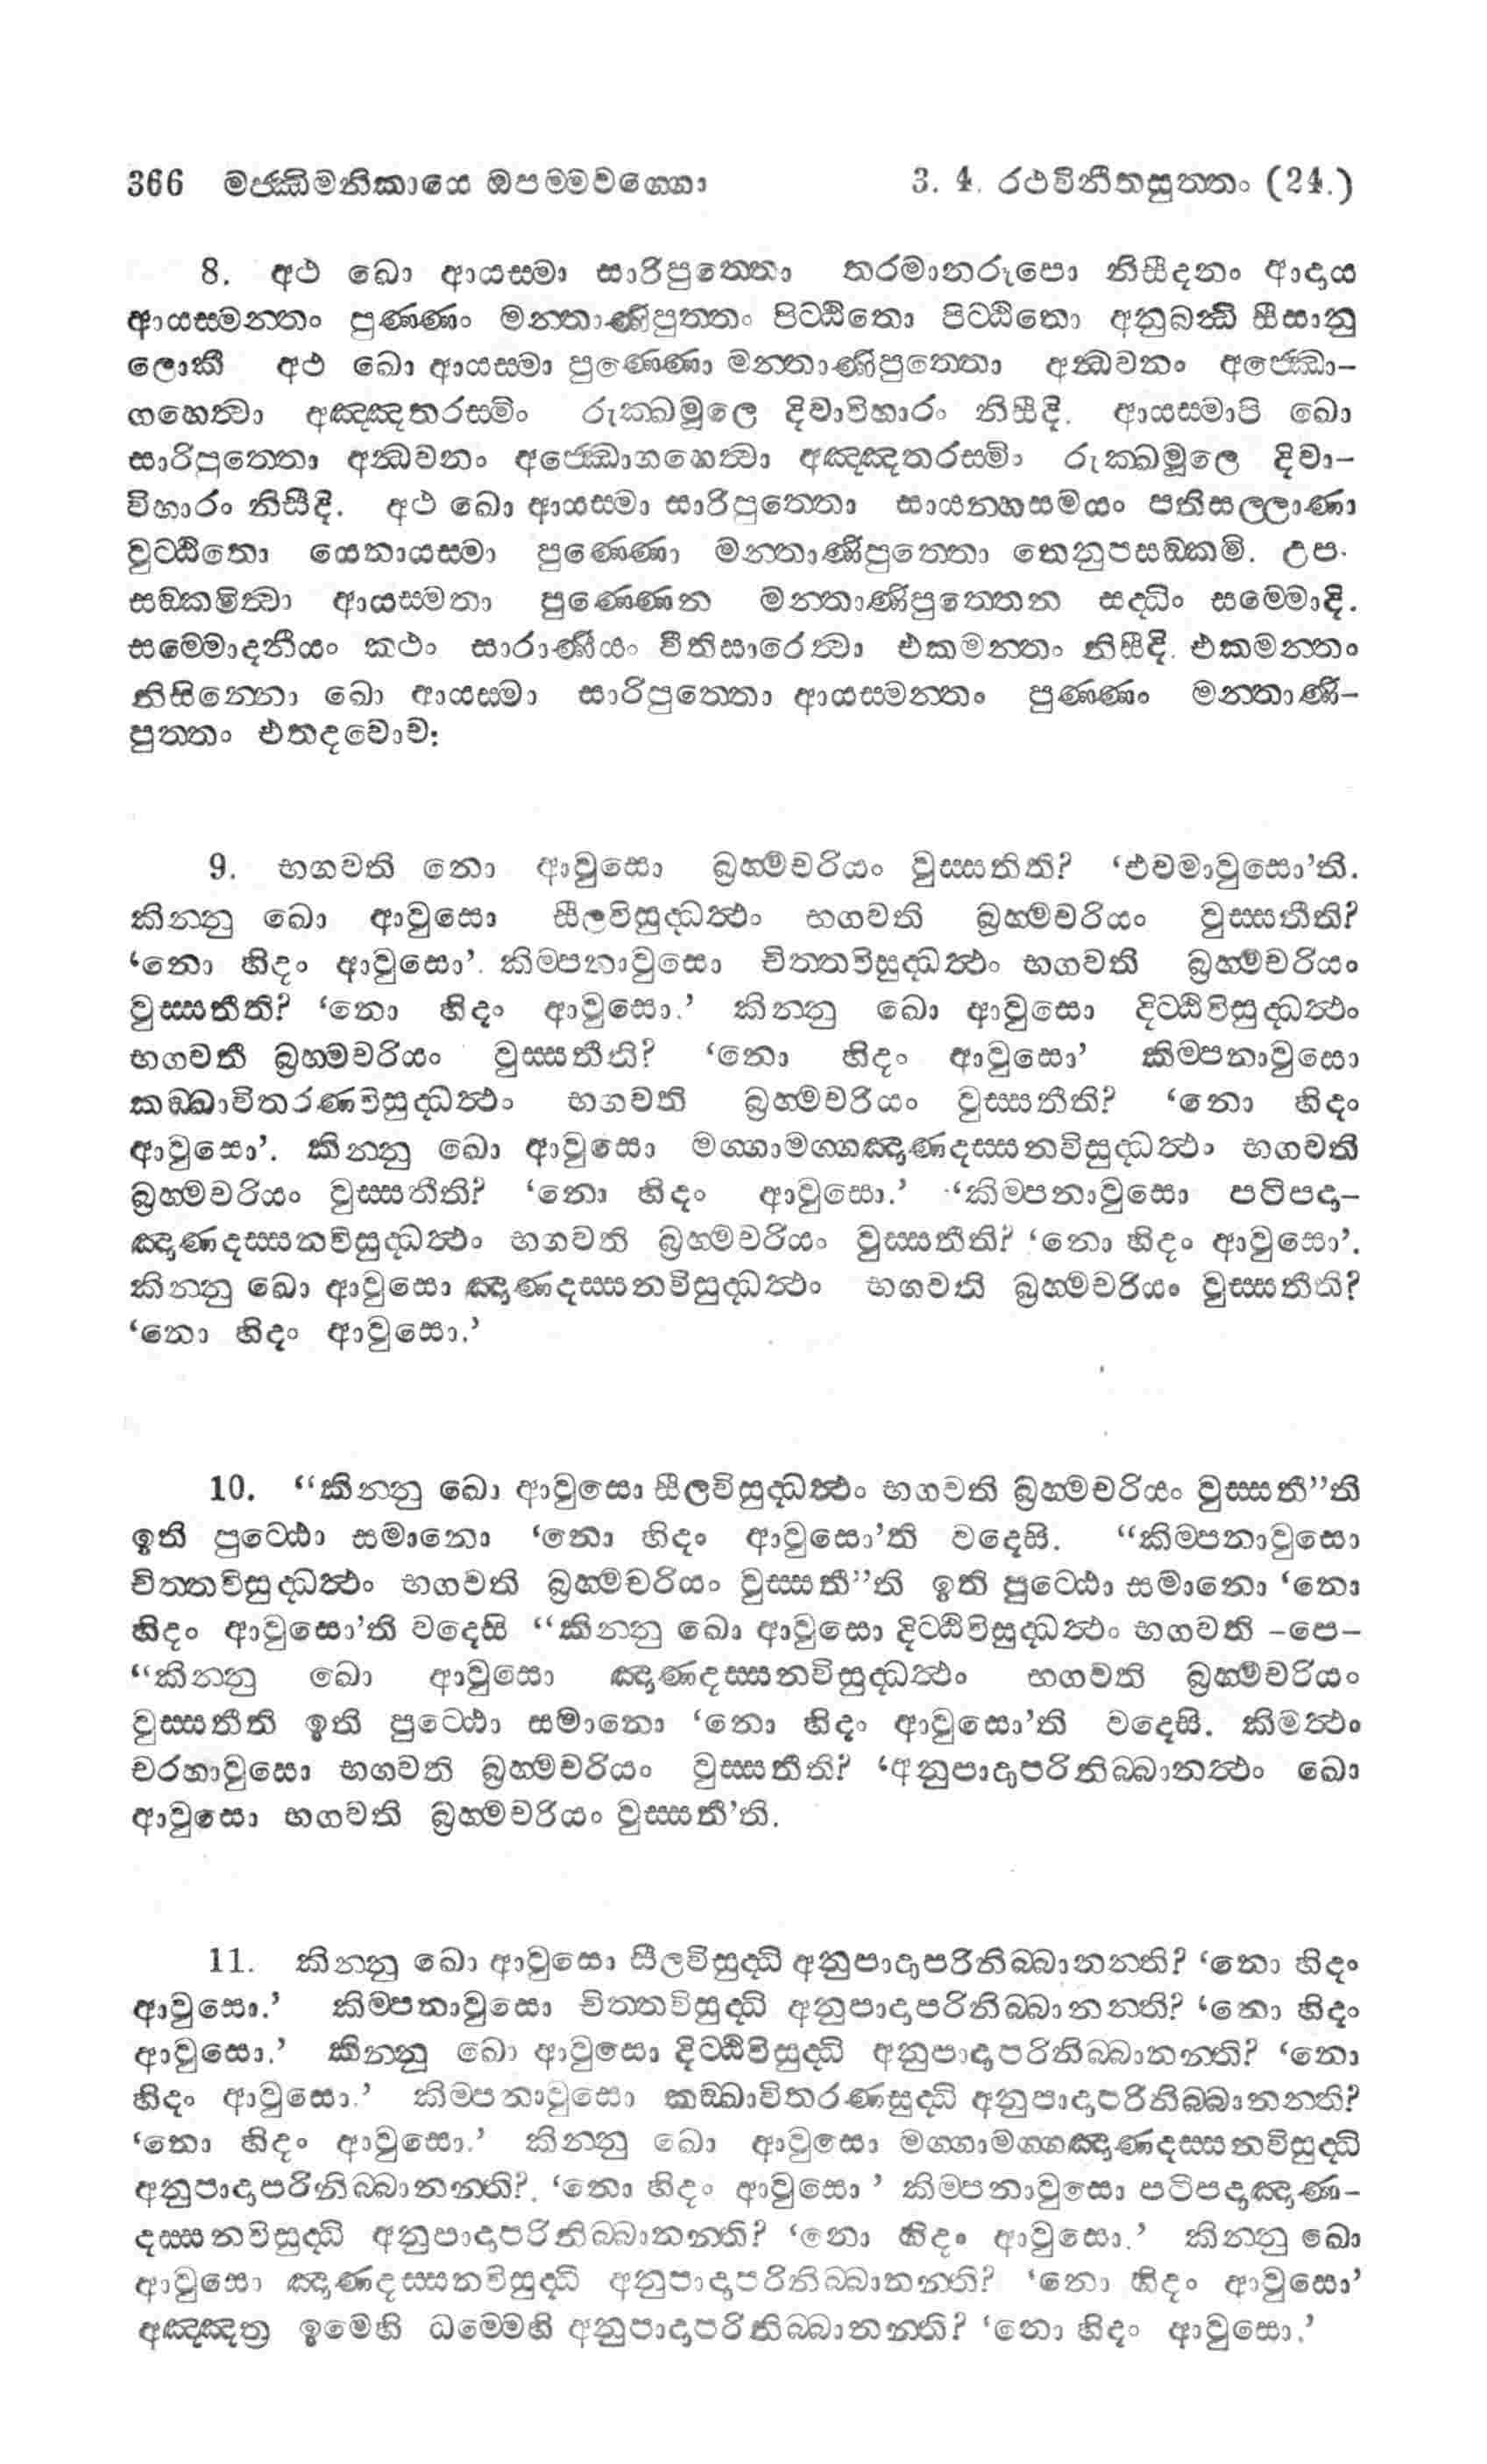 366 මජ්ඣිමනිකායෙ ඔපම්මවග්ගො 3. 4. රථවිනීතසුත්තං (24.)
8. අථ ඛො ආයස්මා සාරිපුත්තො තරමානරූපො නිසීදනං ආදාය
ආයස්මන්තං පුණ්ණං මන්තාණිපුත්තං පිට්ඨිතො පිට්ඨිතො අනුබන්ධි සීසානු
ලොකී අථ ඛො ආයස්මා පුණ්ණො මන්තාණිපුත්තො අන්ධවනං අජ්ඣො-
ගහෙත්වා අඤ්ඤතරස්මිං රුක්ඛමූලෙ දිවාවිහාරං නිසීදි. ආයස්මාපි ඛො
සාරිපුත්තො අන්ධවනං අජ්ඣොගහෙත්වා අඤ්ඤතරස්මිං රුක්ඛමූලෙ දිවා-
විහාරං නිසීදි. අථ ඛො ආයස්මා සාරිපුත්තො සායන්හසමයං පතිසල්ලාණා
වුට්ඨිතො යෙනායස්මා පුණ්ණො මන්තාණිපුත්තො තෙනුපසඞ්කමි. උප-
සඞ්කමිත්වා ආයස්මතා පුණ්ණෙන මන්තාණිපුත්තෙන සද්ධිං සම්මොදි.
සම්මොදනීයං කථං සාරාණීයං වීතිසාරෙත්වා එකමන්තං නිසීදි. එකමන්තං
නිසින්නො ඛො ආයස්මා සාරිපුත්තො ආයස්මන්තං පුණ්ණං මන්තාණි-
පුත්තං එතදවොච:
9. භගවති නො ආවුසො බ්‍රහ්මචරියං වුස්සතිති? ‘එවමාවුසො’ති.
කින්නු ඛො ආවුසො සීලවිසුද්ධත්ථං භගවති බ්‍රහ්මචරියං වුස්සතීති?
‘නො හිදං ආවුසො’. කිම්පනාවුසො චිත්තවිසුද්ධත්ථං භගවති බ්‍රහ්මචරියං
වුස්සතීති? ‘නො හිදං ආවුසො.’ කින්නු ඛො ආවුසො දිට්ඨිවිසුද්ධත්ථං
භගවති බ්‍රහ්මචරියං වුස්සතීති? ‘නො හිදං ආවුසො’ කිම්පනාවුසො
කඞ්ඛාවිතරණවිසුද්ධත්ථං භගවති බ්‍රහ්මචරියං වුස්සතීති? ‘නො හිදං
ආවුසො’. කින්නු ඛො ආවුසො මග්ගාමග්ගඤාණදස්සනවිසුද්ධත්ථං භගවති
බ්‍රහ්මචරියං වුස්සතීති? ‘නො හිදං ආවුසො.’ ‘කිම්පනාවුසො පටිපදා-
ඤාණදස්සනවිසුද්ධත්ථං භගවති බ්‍රහ්මචරියං වුස්සතීති? ‘නො හිදං ආවුසො’.
කින්නු ඛො ආවුසො ඤාණදස්සනවිසුද්ධත්ථං භගවති බ්‍රහ්මචරියං වුස්සතීති?
‘නො හිදං ආවුසො.’
10. “කින්නු ඛො ආවුසො සීලවිසුද්ධත්ථං භගවති බ්‍රහ්මචරියං වුස්සතී”ති
ඉති පුට්ඨො සමානො ‘නො හිදං ආවුසො’ති වදෙසි. “කිම්පනාවුසො
චිත්තවිසුද්ධත්ථං භගවති බ්‍රහ්මචරියං වුස්සතී”ති ඉති පුට්ඨො සමානො ‘නො
හිදං ආවුසො’ති වදෙසි “කින්නු ඛො ආවුසො දිට්ඨිවිසුද්ධත්ථං භගවති -පෙ-
“කින්නු ඛො ආවුසො ඤාණදස්සනවිසුද්ධත්ථං භගවති බ්‍රහ්මචරියං
වුස්සතීති ඉති පුට්ඨො සමානො ‘නො හිදං ආවුසො’ති වදෙසි. කිමත්ථං
චරහාවුසො භගවති බ්‍රහ්මචරියං වුස්සතීති? ‘අනුපාදාපරිනිබ්බානත්ථං ඛො
ආවුසො භගවති බ්‍රහ්මචරියං වුස්සතී’ති.
11. කින්නු ඛො ආවුසො සීලවිසුද්ධි අනුපාදාපරිනිබ්බානන්ති? ‘නො හිදං
ආවුසො.’ කිම්පනාවුසො චිත්තවිසුද්ධි අනුපාදාපරිනිබ්බානන්ති? ‘නො හිදං
ආවුසො.’ කින්නු ඛො ආවුසො දිට්ඨිවිසුද්ධි අනුපාදාපරිනිබ්බානන්ති? ‘නො
හිදං ආවුසො.’ කිම්පනාවුසො කඞ්ඛාවිතරණසුද්ධි අනුපාදාපරිනිබ්බානන්ති?
‘නො හිදං ආවුසො.’ කින්නු ඛො ආවුසො මග්ගාමග්ගඤාණදස්සනවිසුද්ධි
අනුපාදාපරිනිබ්බානන්ති?. ‘නො හිදං ආවුසො ’ කිම්පනාවුසො පටිපදාඤාණ-
දස්සනවිසුද්ධි අනුපාදාපරිනිබ්බානන්ති? ‘නො හිදං ආවුසො.’ කින්නු ඛො
ආවුසො ඤාණදස්සනවිසුද්ධි අනුපාදාපරිනිබ්බානන්ති? ‘නො හිදං ආවුසො’
අඤ්ඤත්‍ර ඉමෙහි ධම්මෙහි අනුපාදාපරිනිබ්බානන්ති? ‘නො හිදං ආවුසො.’